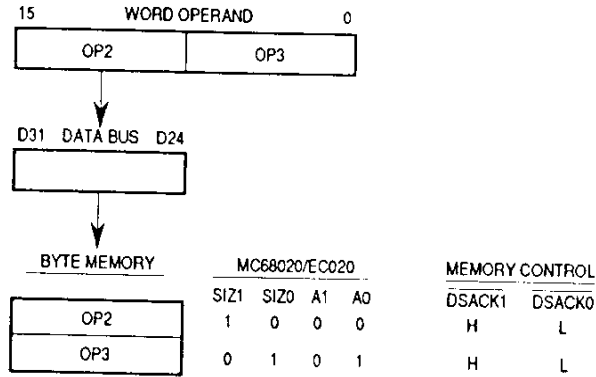 15 WORD OPERAND 0
OP2 OP3
D31 DATA BUS D24
BYTE MEMORY MC68020/EC020 MEMORY CONTROL
SIZ1 SIZ0 A1 A0 DSACK1 DSACK0
OP2 1 0 0 0 H L
OP3 0 1 0 1 H L